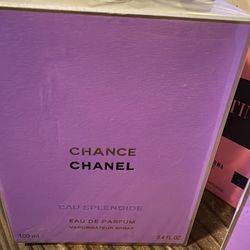 CHANCE
CHANEL
EAU SPLENDIDE
EAU DE PARFUM
VAPORISATEUR SPRAY
100 ml
3.4 FL.OZ.